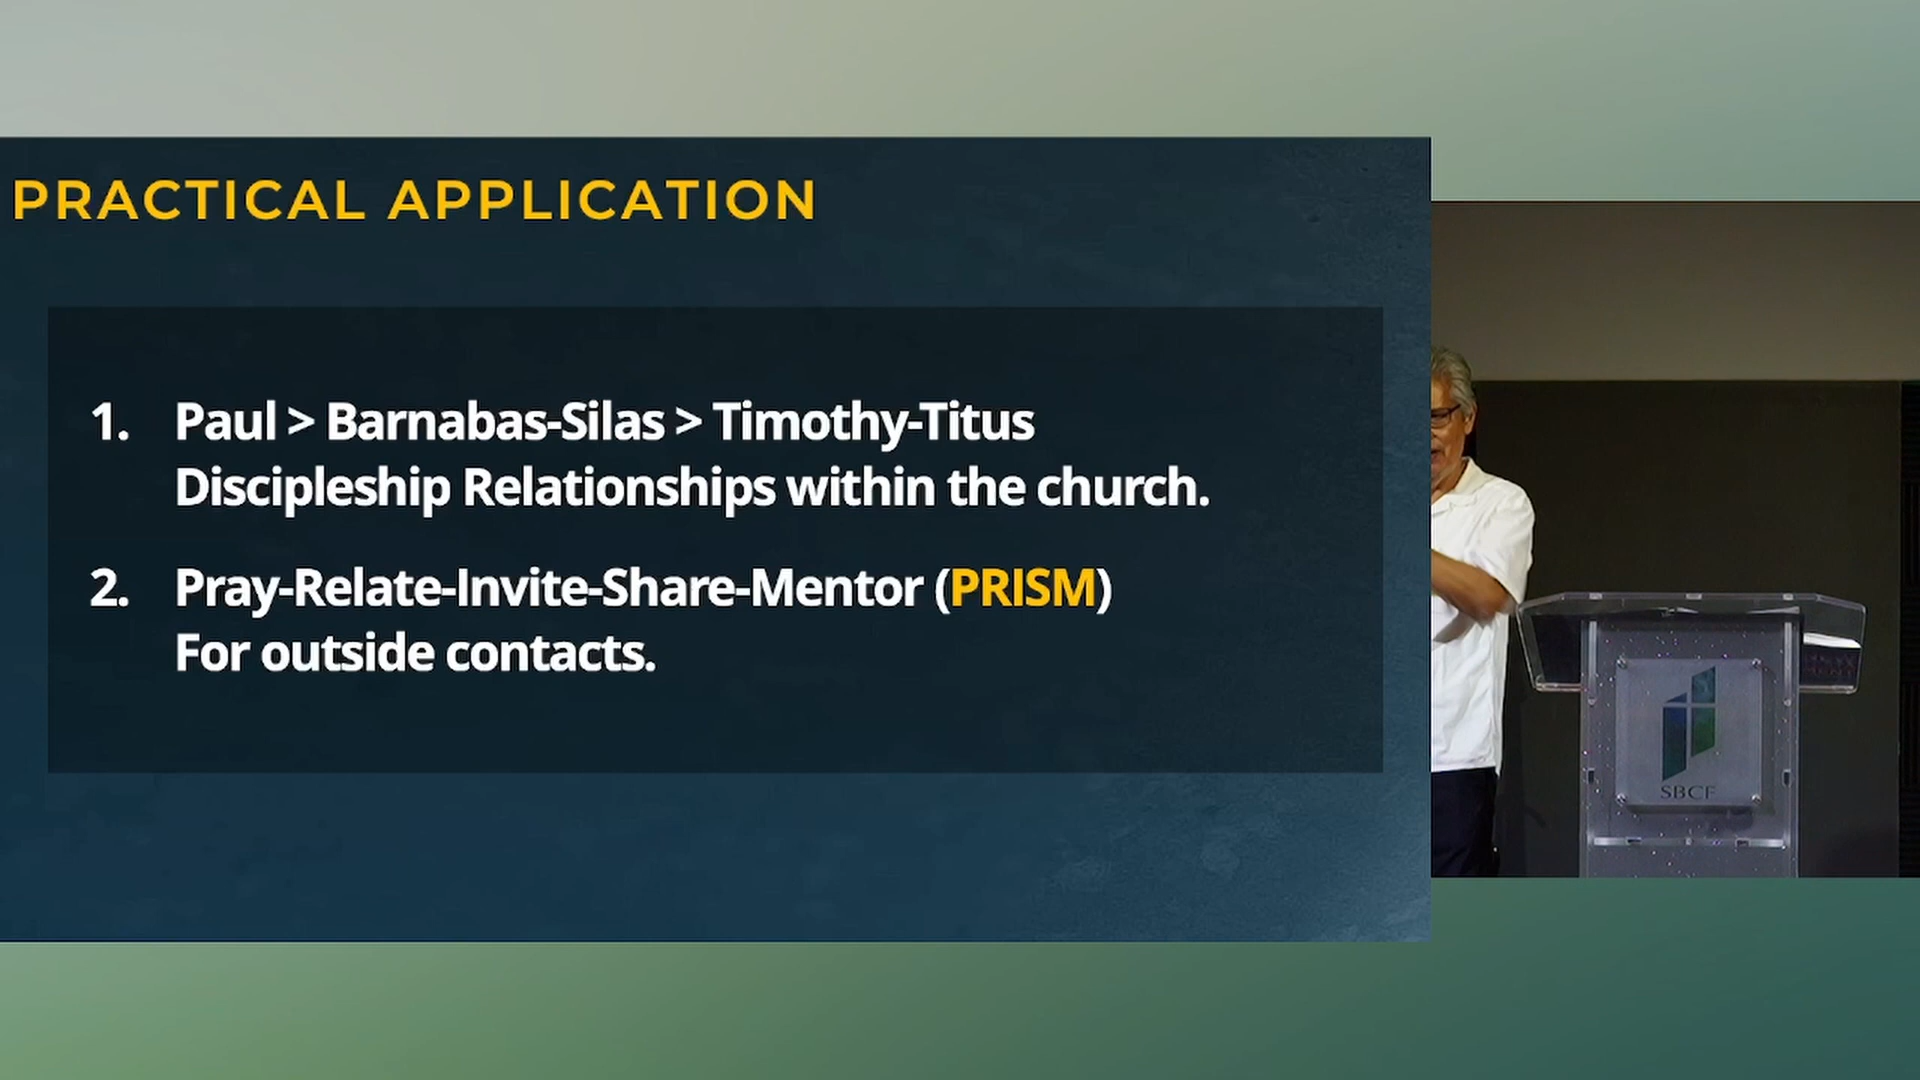 PRACTICAL APPLICATION
1. Paul > Barnabas-Silas > Timothy-Titus
Discipleship Relationships within the church.
2. Pray-Relate-Invite-Share-Mentor (PRISM)
For outside contacts.
SBCF